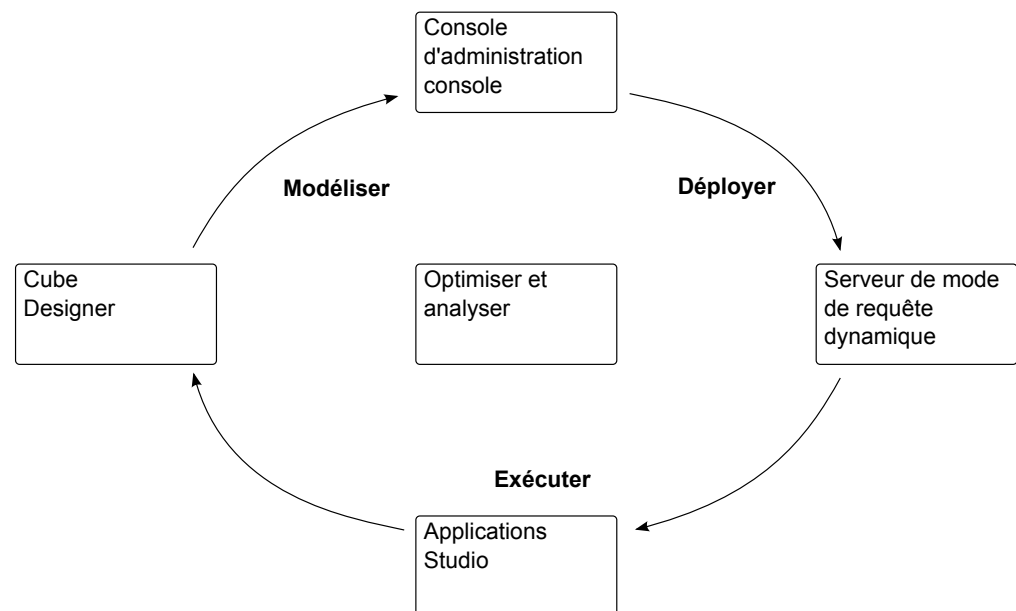 Console
d'administration
console
Modéliser
Déployer
Cube
Designer
Optimiser et
analyser
Serveur de mode
de requête
dynamique
Exécuter
Applications
Studio